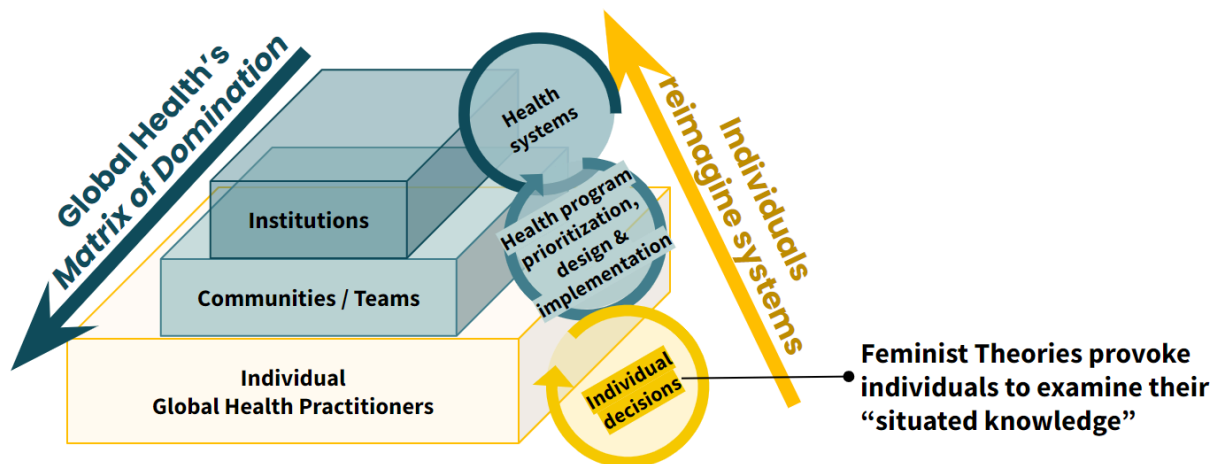 Global Health's
Matrix of Domination
Health
systems
Individuals
reimagine systems
Health program
prioritization,
design &
implementation
Institutions
Communities / Teams
Individual
Global Health Practitioners
Individual
decisions
Feminist Theories provoke
individuals to examine their
“situated knowledge”